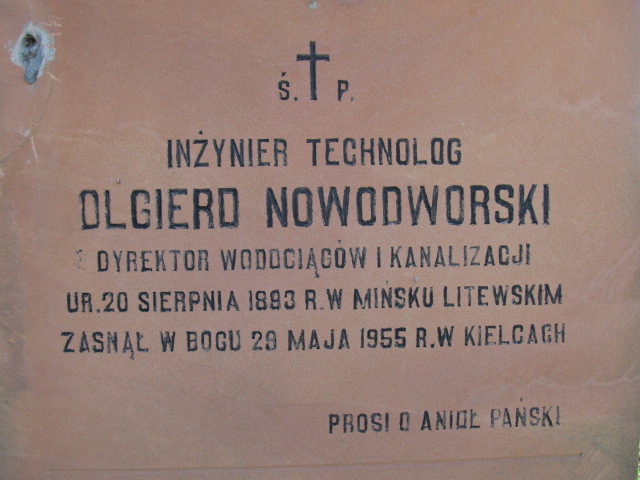 Ś. P.
INŻYNIER TECHNOLOG
OLGIERD NOWODWORSKI
DYREKTOR WODOCIĄGÓW I KANALIZACJI
UR. 20 SIERPNIA 1893 R. W MIŃSKU LITEWSKIM
ZASNĄŁ W BOGU 29 MAJA 1955 R. W KIELCACH
PROSI O ANIOŁ PAŃSKI